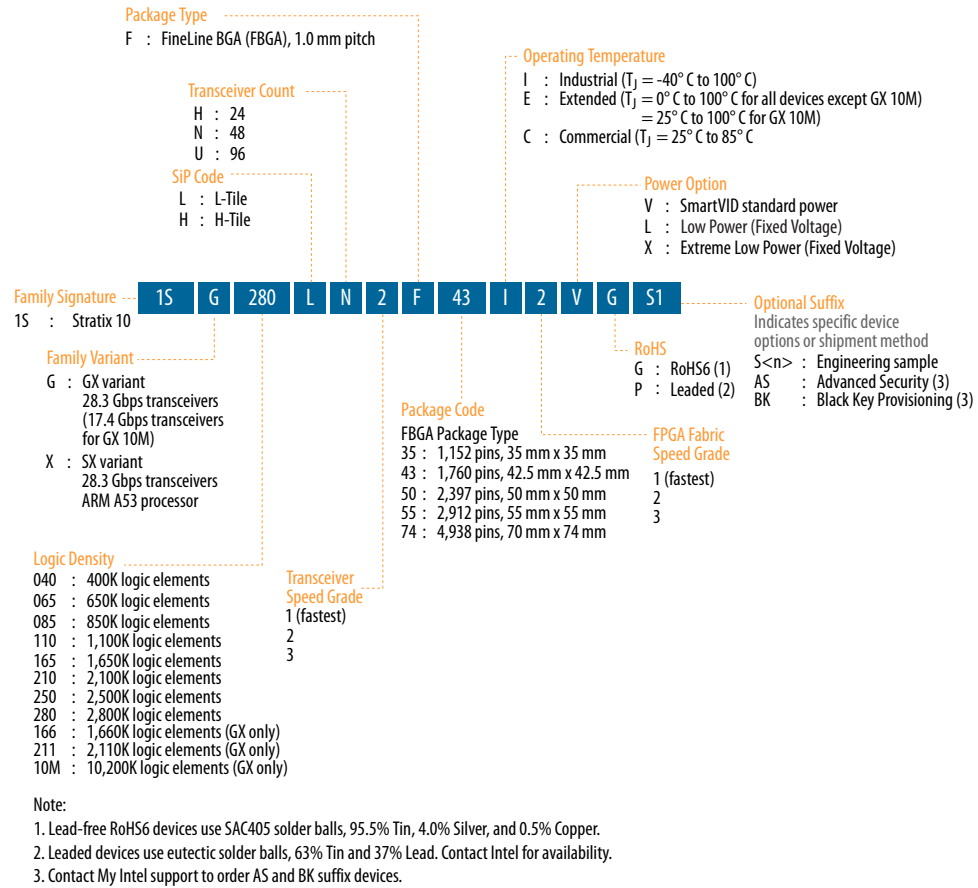 Package Type
F : FineLine BGA (FBGA), 1.0 mm pitch
Operating Temperature
I : Industrial (TJ = -40° C to 100° C)
E : Extended (TJ = 0° C to 100° C for all devices except GX 10M)
= 25° C to 100° C for GX 10M)
C : Commercial (TJ = 25° C to 85° C
Transceiver Count
H : 24
N : 48
U : 96
SiP Code
L : L-Tile
H : H-Tile
Power Option
V : SmartVID standard power
L : Low Power (Fixed Voltage)
X : Extreme Low Power (Fixed Voltage)
Family Signature
1S : Stratix 10
1S G 280 L N 2 F 43 I 2 V G S1
Optional Suffix
Indicates specific device
options or shipment method
S<n> : Engineering sample
AS : Advanced Security (3)
BK : Black Key Provisioning (3)
Family Variant
G : GX variant
28.3 Gbps transceivers
(17.4 Gbps transceivers
for GX 10M)
X : SX variant
28.3 Gbps transceivers
ARM A53 processor
RoHS
G : RoHS6 (1)
P : Leaded (2)
Package Code
FBGA Package Type
35 : 1,152 pins, 35 mm x 35 mm
43 : 1,760 pins, 42.5 mm x 42.5 mm
50 : 2,397 pins, 50 mm x 50 mm
55 : 2,912 pins, 55 mm x 55 mm
74 : 4,938 pins, 70 mm x 74 mm
FPGA Fabric
Speed Grade
1 (fastest)
2
3
Logic Density
040 : 400K logic elements
065 : 650K logic elements
085 : 850K logic elements
110 : 1,100K logic elements
165 : 1,650K logic elements
210 : 2,100K logic elements
250 : 2,500K logic elements
280 : 2,800K logic elements
166 : 1,660K logic elements (GX only)
211 : 2,110K logic elements (GX only)
10M : 10,200K logic elements (GX only)
Transceiver
Speed Grade
1 (fastest)
2
3
Note:
1. Lead-free RoHS6 devices use SAC405 solder balls, 95.5% Tin, 4.0% Silver, and 0.5% Copper.
2. Leaded devices use eutectic solder balls, 63% Tin and 37% Lead. Contact Intel for availability.
3. Contact My Intel support to order AS and BK suffix devices.